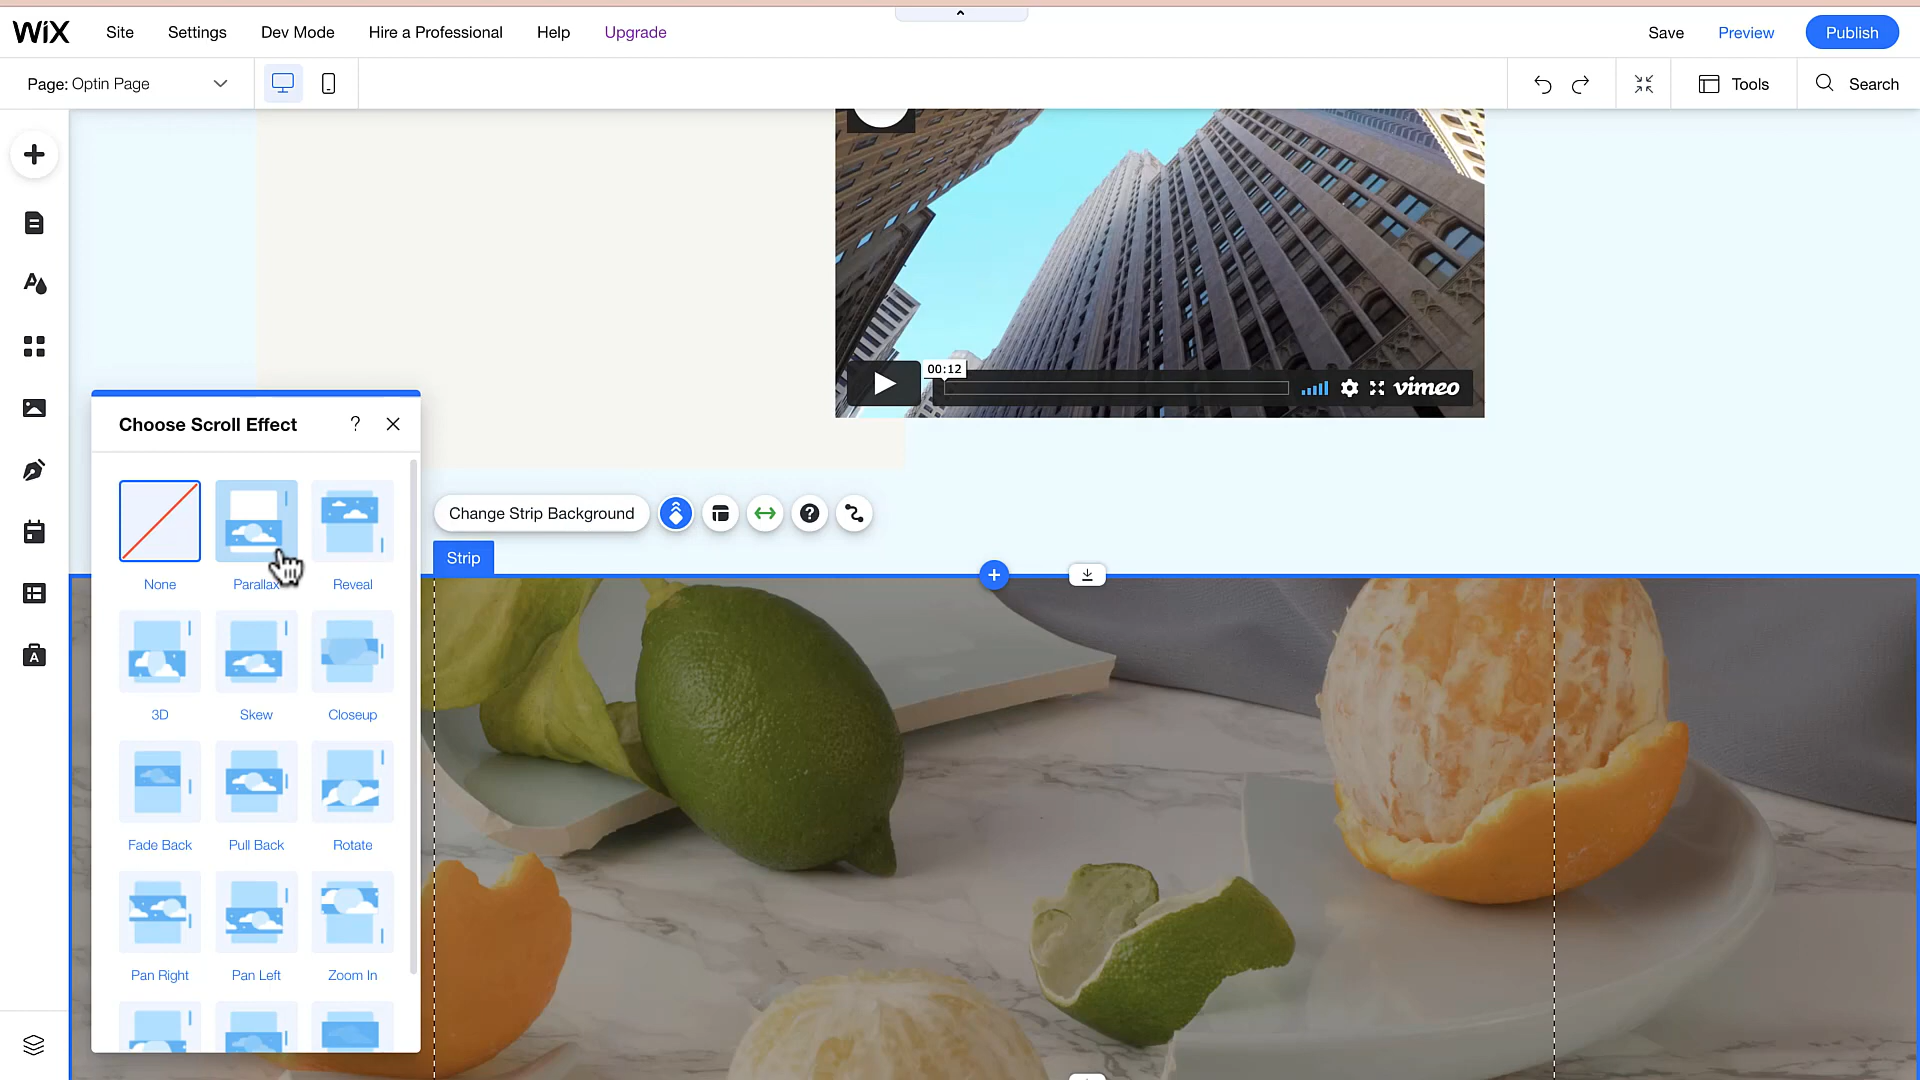 WiX Site Settings Dev Mode Hire a Professional Help Upgrade Save Preview Publish
Page: Optin Page Tools Search
00:12
vimeo
Choose Scroll Effect ?
Change Strip Background ?
Strip
None Parallax Reveal
3D Skew Closeup
Fade Back Pull Back Rotate
Pan Right Pan Left Zoom In
A